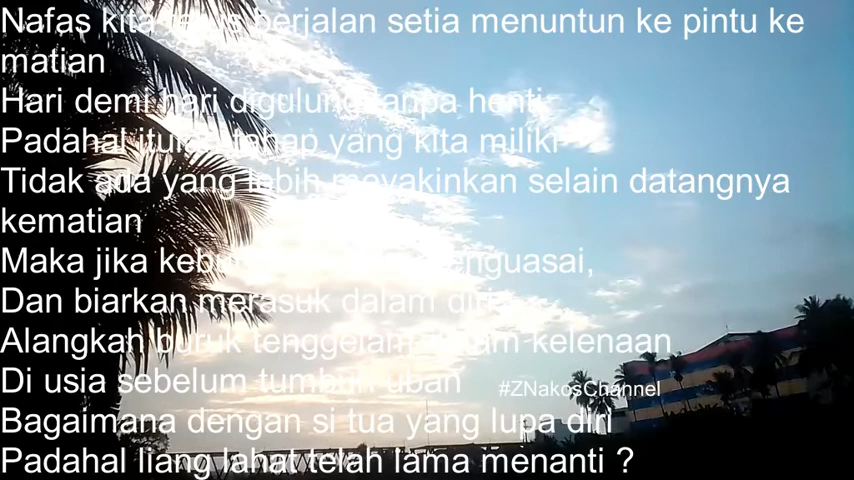 Nafas kita terus berjalan setia menuntun ke pintu ke
matian
Hari demi hari digulung tanpa henti
Padahal itulah tahap yang kita miliki
Tidak ada yang lebih meyakinkan selain datangnya
kematian
Maka jika menguasai,
Dan biarkan merasuk dalam diri
Alangkah buruk tenggelam dalam kelenaan
Di usia sebelum tumbuh uban
#ZNakosChannel
Bagaimana dengan si tua yang lupa diri
Padahal liang lahat telah lama menanti ?